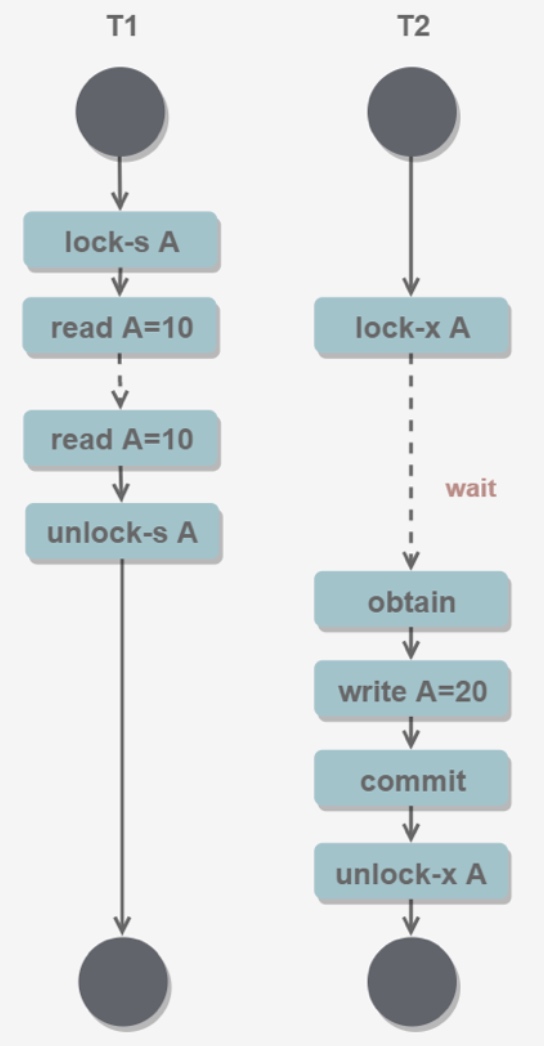 T1
T2
lock-s A
read A=10
lock-x A
read A=10
wait
unlock-s A
obtain
write A=20
commit
unlock-x A